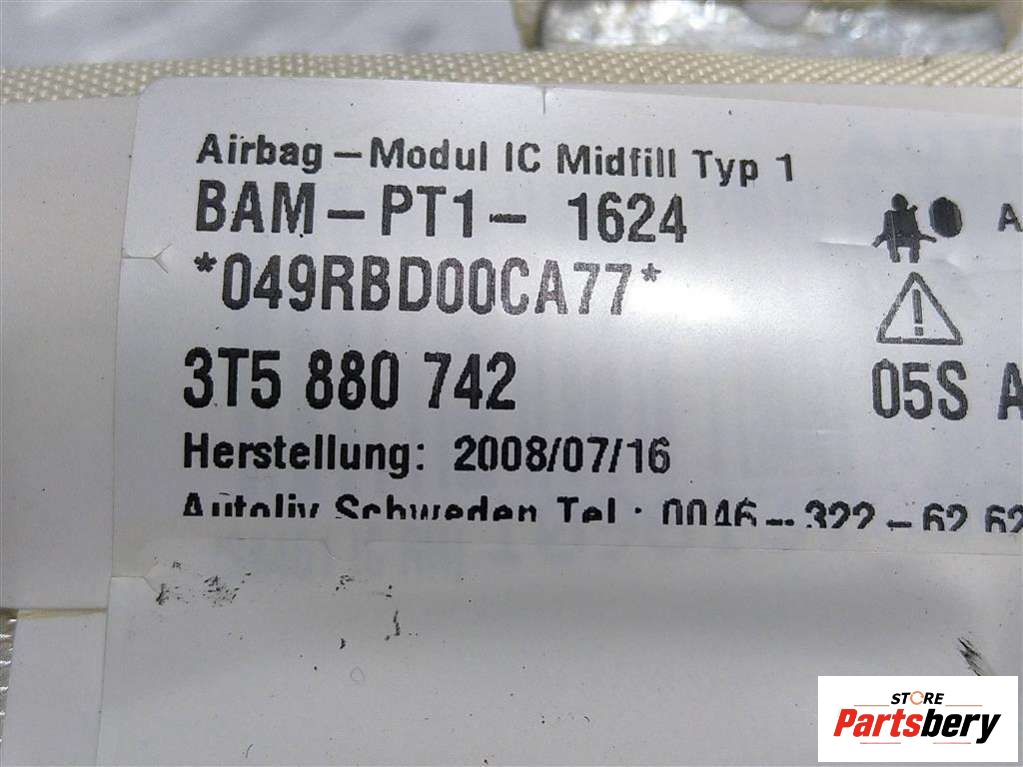 Airbag – Modul IC Midfill Typ 1
BAM – PT1 – 1624
*049RBD00CA77*
3T5 880 742
05S A
Herstellung: 2008/07/16
Autoliv Schweden Tel : 0046 – 322 – 62 62
STORE
Partsbery